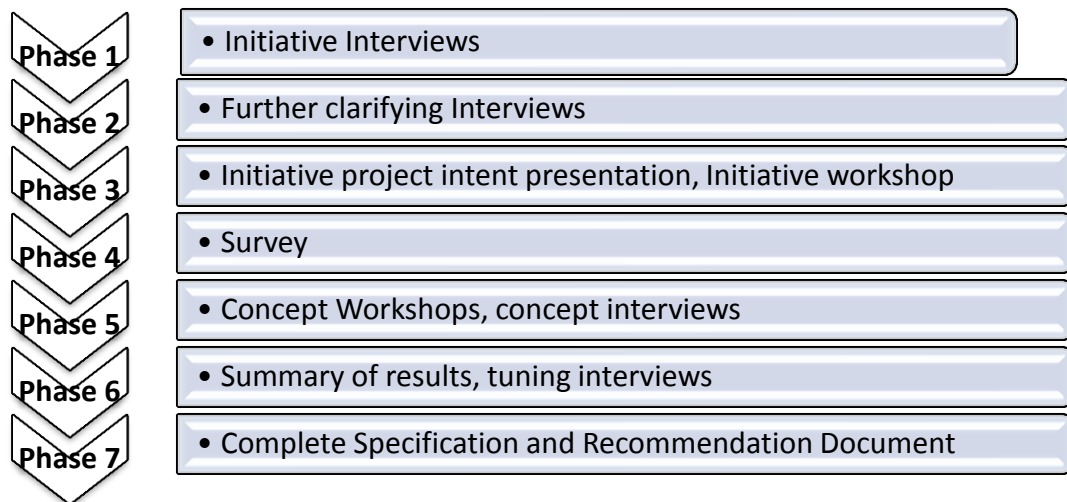 Phase 1
• Initiative Interviews
Phase 2
• Further clarifying Interviews
Phase 3
• Initiative project intent presentation, Initiative workshop
Phase 4
• Survey
Phase 5
• Concept Workshops, concept interviews
Phase 6
• Summary of results, tuning interviews
Phase 7
• Complete Specification and Recommendation Document